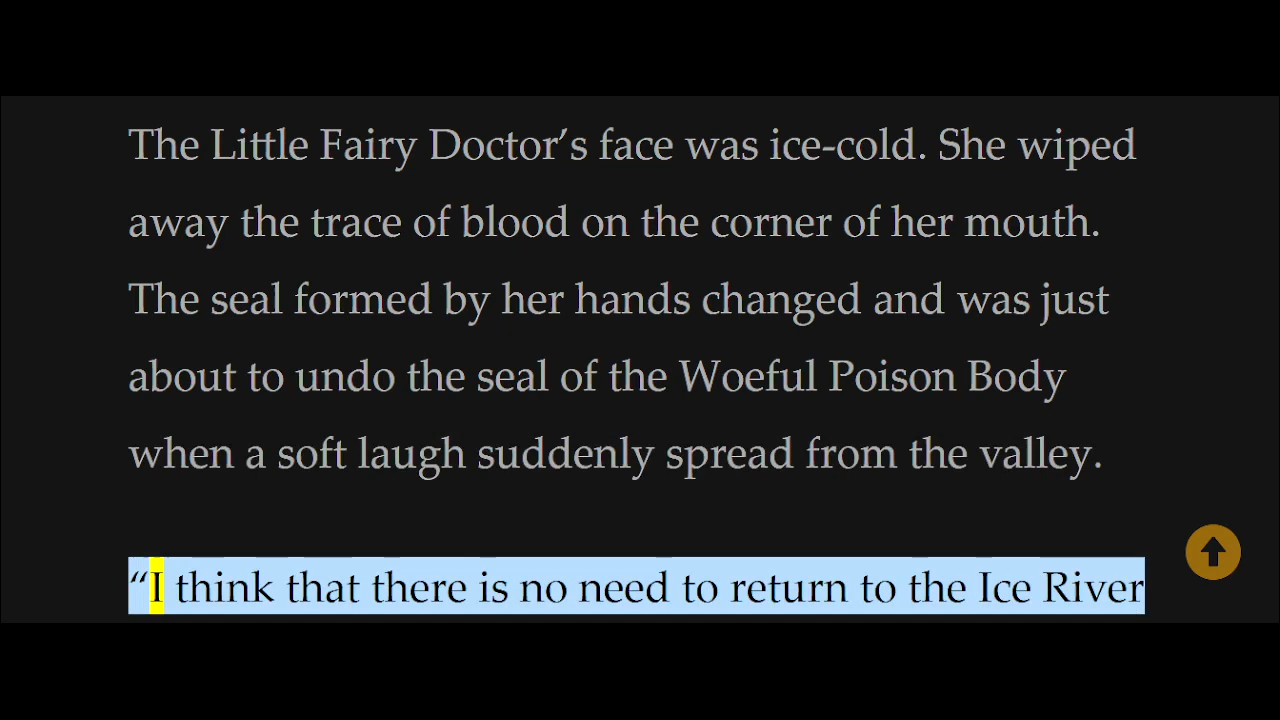 The Little Fairy Doctor’s face was ice-cold. She wiped
away the trace of blood on the corner of her mouth.
The seal formed by her hands changed and was just
about to undo the seal of the Woeful Poison Body
when a soft laugh suddenly spread from the valley.
“I think that there is no need to return to the Ice River